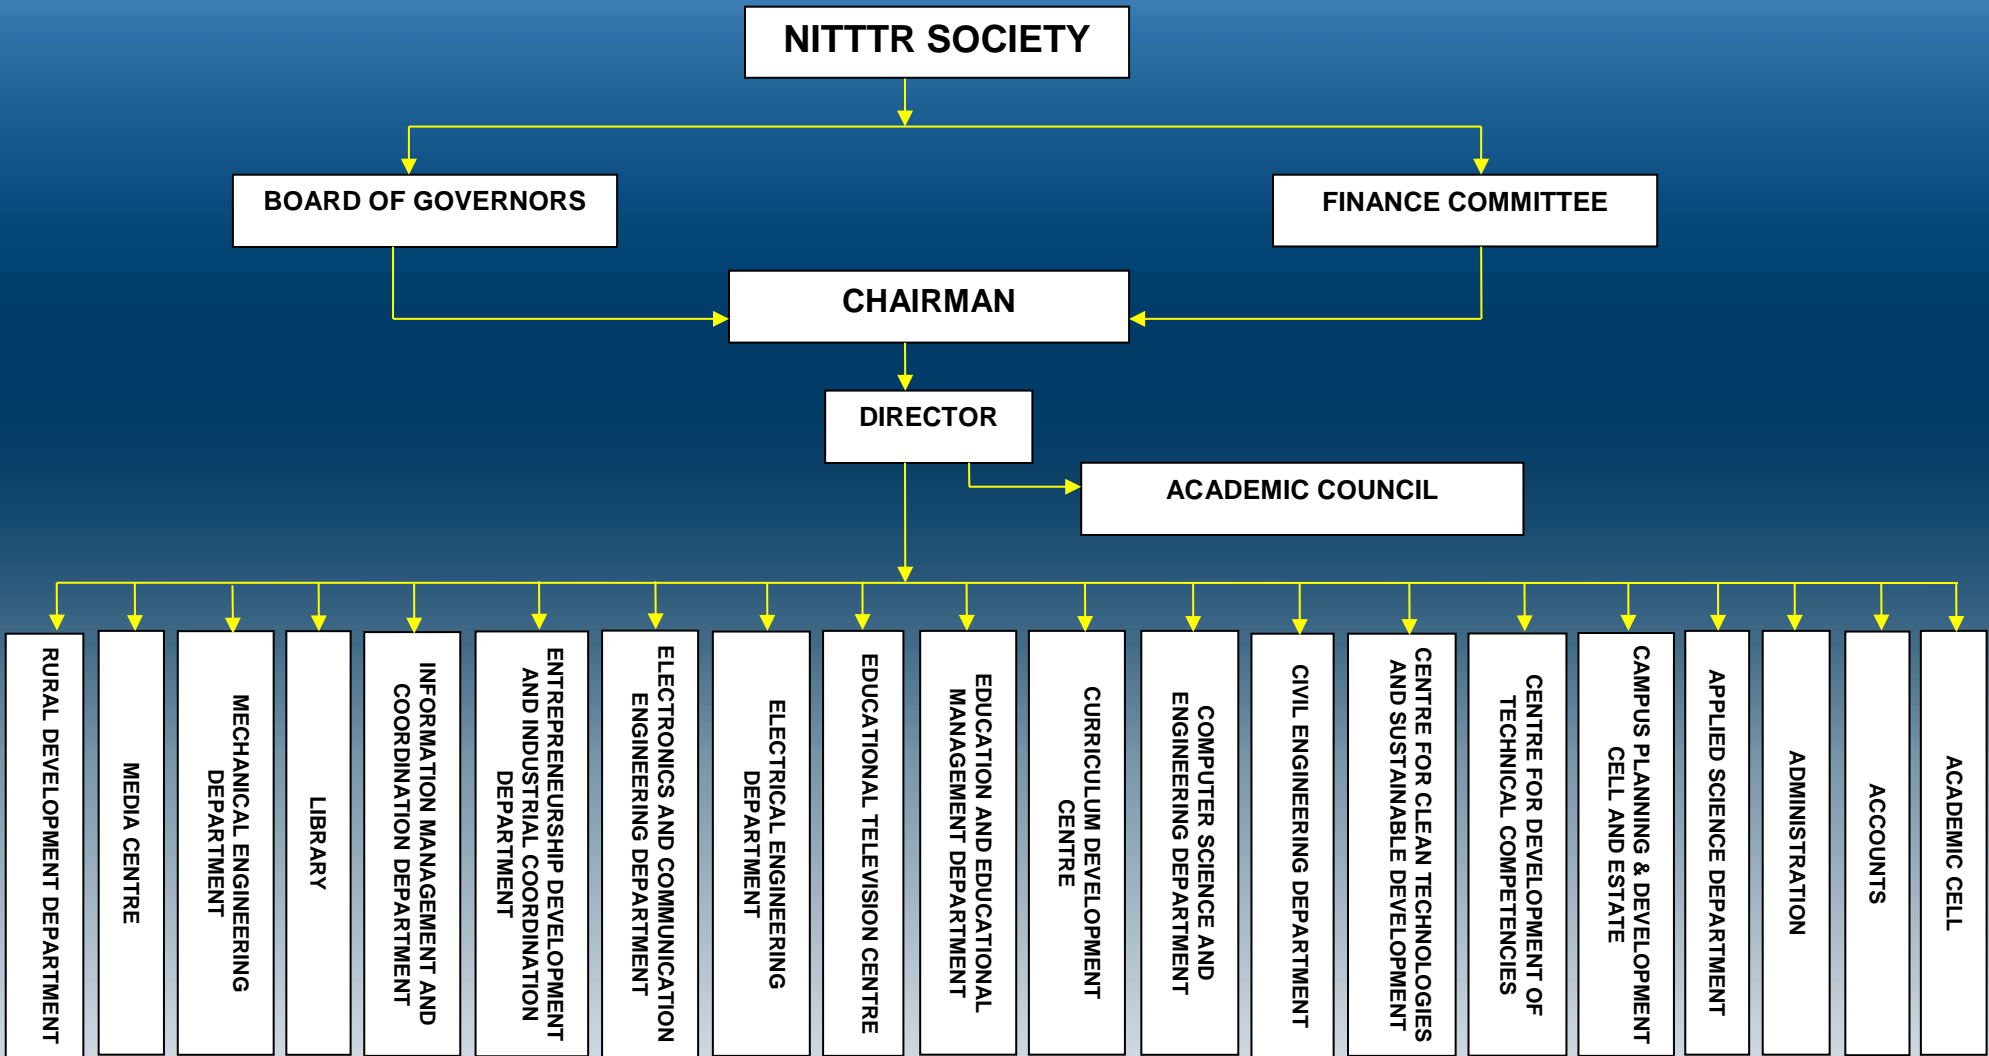 NITTTR SOCIETY
BOARD OF GOVERNORS
FINANCE COMMITTEE
CHAIRMAN
DIRECTOR
ACADEMIC COUNCIL
RURAL DEVELOPMENT DEPARTMENT
MEDIA CENTRE
MECHANICAL ENGINEERING
DEPARTMENT
LIBRARY
INFORMATION MANAGEMENT AND
COORDINATION DEPARTMENT
ENTREPRENEURSHIP DEVELOPMENT
AND INDUSTRIAL COORDINATION
DEPARTMENT
ELECTRONICS AND COMMUNICATION
ENGINEERING DEPARTMENT
ELECTRICAL ENGINEERING
DEPARTMENT
EDUCATIONAL TELEVISION CENTRE
EDUCATION AND EDUCATIONAL
MANAGEMENT DEPARTMENT
CURRICULUM DEVELOPMENT
CENTRE
COMPUTER SCIENCE AND
ENGINEERING DEPARTMENT
CIVIL ENGINEERING DEPARTMENT
CENTRE FOR CLEAN TECHNOLOGIES
AND SUSTAINABLE DEVELOPMENT
CENTRE FOR DEVELOPMENT OF
TECHNICAL COMPETENCIES
CAMPUS PLANNING & DEVELOPMENT
CELL AND ESTATE
APPLIED SCIENCE DEPARTMENT
ADMINISTRATION
ACCOUNTS
ACADEMIC CELL